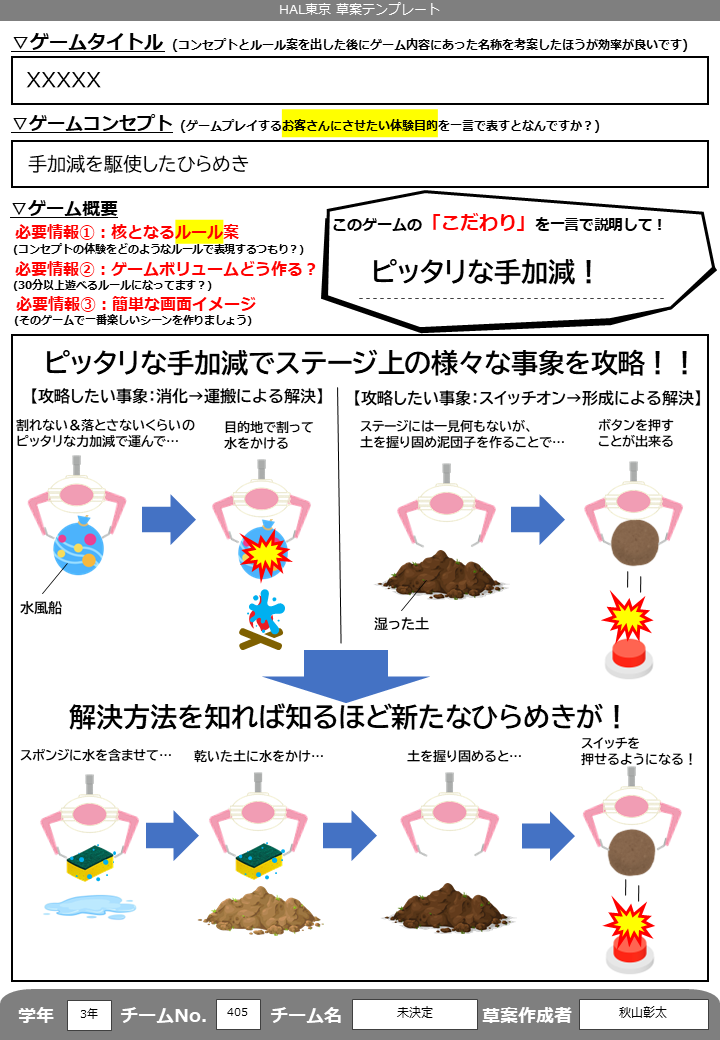 HAL東京 草案テンプレート
▽ゲームタイトル (コンセプトとルール案を出した後にゲーム内容にあった名称を考案したほうが効率が良いです)
XXXXX
▽ゲームコンセプト (ゲームプレイするお客さんにさせたい体験目的を一言で表すとなんですか？)
手加減を駆使したひらめき
▽ゲーム概要
必要情報①：核となるルール案
(コンセプトの体験をどのようなルールで表現するつもり？)
必要情報②：ゲームボリュームどう作る？
(30分以上遊べるルールになってます？)
必要情報③：簡単な画面イメージ
(そのゲームで一番楽しいシーンを作りましょう)
このゲームの「こだわり」を一言で説明して！
ピッタリな手加減！
ピッタリな手加減でステージ上の様々な事象を攻略！！
【攻略したい事象：消化→運搬による解決】
割れない＆落とさないくらいの
ピッタリな力加減で運んで…
目的地で割って
水をかける
水風船
【攻略したい事象：スイッチオン→形成による解決】
ステージには一見何もないが、
土を握り固め泥団子を作ることで…
ボタンを押す
ことが出来る
湿った土
解決方法を知れば知るほど新たなひらめきが！
スポンジに水を含ませて…
乾いた土に水をかけ…
土を握り固めると…
スイッチを
押せるようになる！
学年 3年 チームNo. 405 チーム名 未決定 草案作成者 秋山彰太